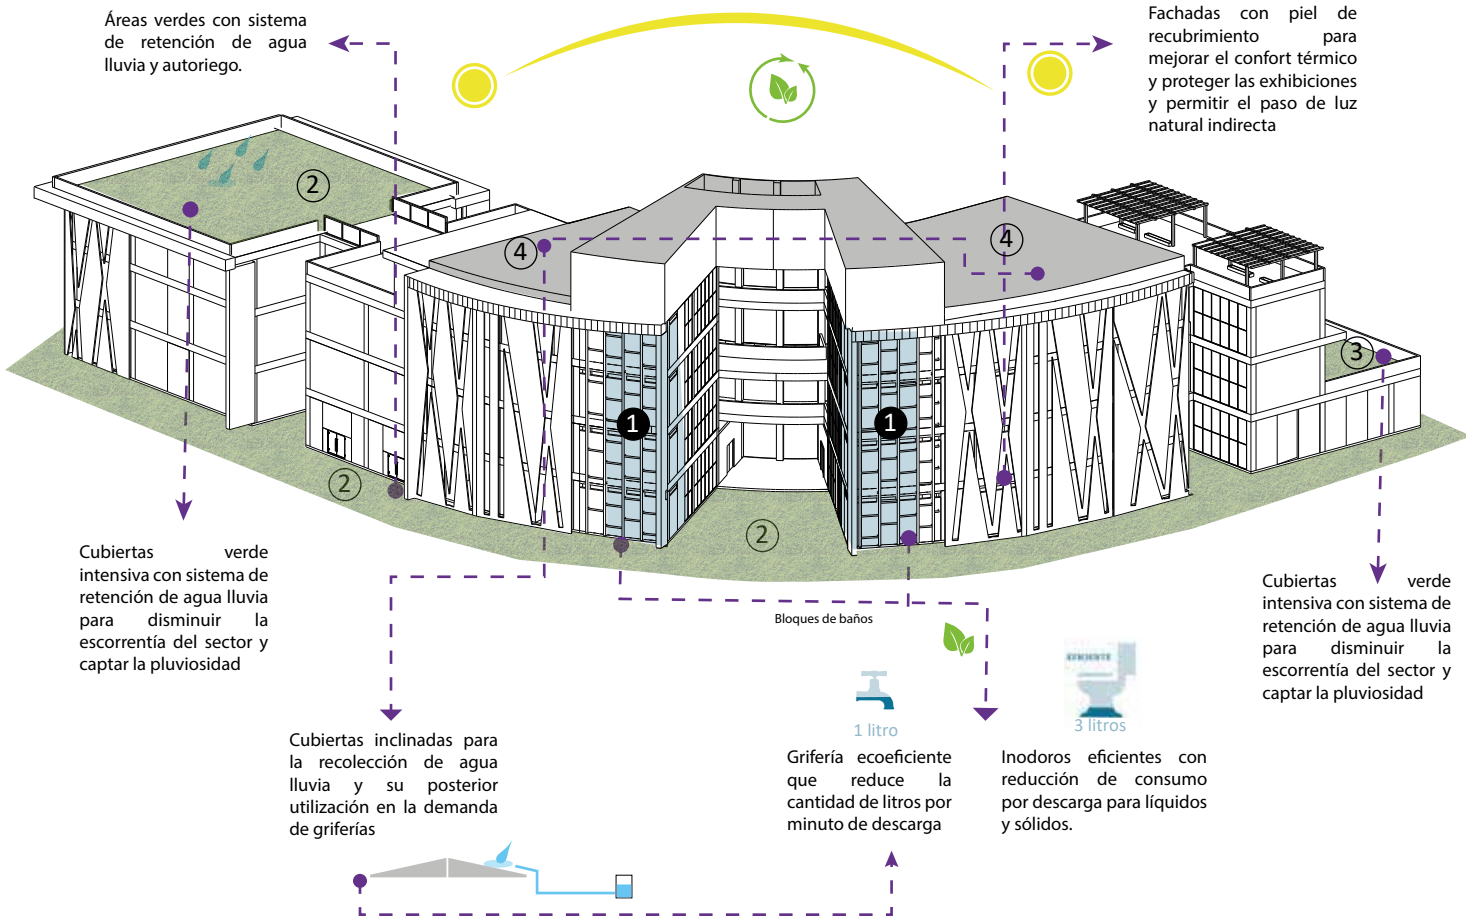 Áreas verdes con sistema
de retención de agua
lluvia y autoriego.
Fachadas con piel de
recubrimiento para
mejorar el confort térmico
y proteger las exhibiciones
y permitir el paso de luz
natural indirecta
2
4
4
3
1
1
2
2
Cubiertas verde
intensiva con sistema de
retención de agua lluvia
para disminuir la
escorrentía del sector y
captar la pluviosidad
Bloques de baños
Cubiertas verde
intensiva con sistema de
retención de agua lluvia
para disminuir la
escorrentía del sector y
captar la pluviosidad
Cubiertas inclinadas para
la recolección de agua
lluvia y su posterior
utilización en la demanda
de griferías
1 litro
Grifería ecoeficiente
que reduce la
cantidad de litros por
minuto de descarga
EFICIENTE
3 litros
Inodoros eficientes con
reducción de consumo
por descarga para líquidos
y sólidos.